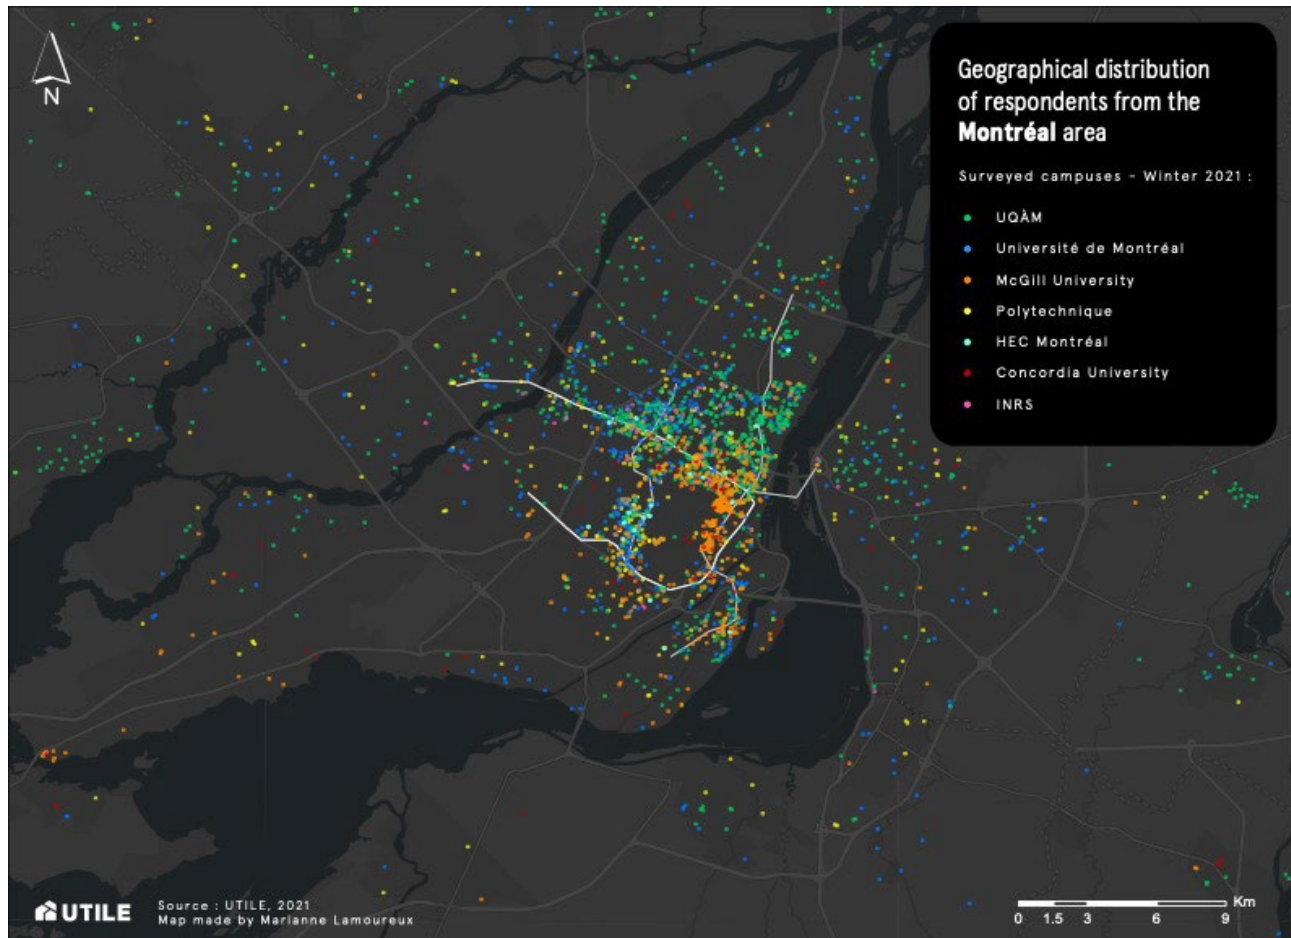 N
Geographical distribution
of respondents from the
Montréal area
Surveyed campuses - Winter 2021 :
UQÀM
Université de Montréal
McGill University
Polytechnique
HEC Montréal
Concordia University
INRS
UTILE
Source : UTILE, 2021
Map made by Marianne Lamoureux
Km
0 1.5 3 6 9